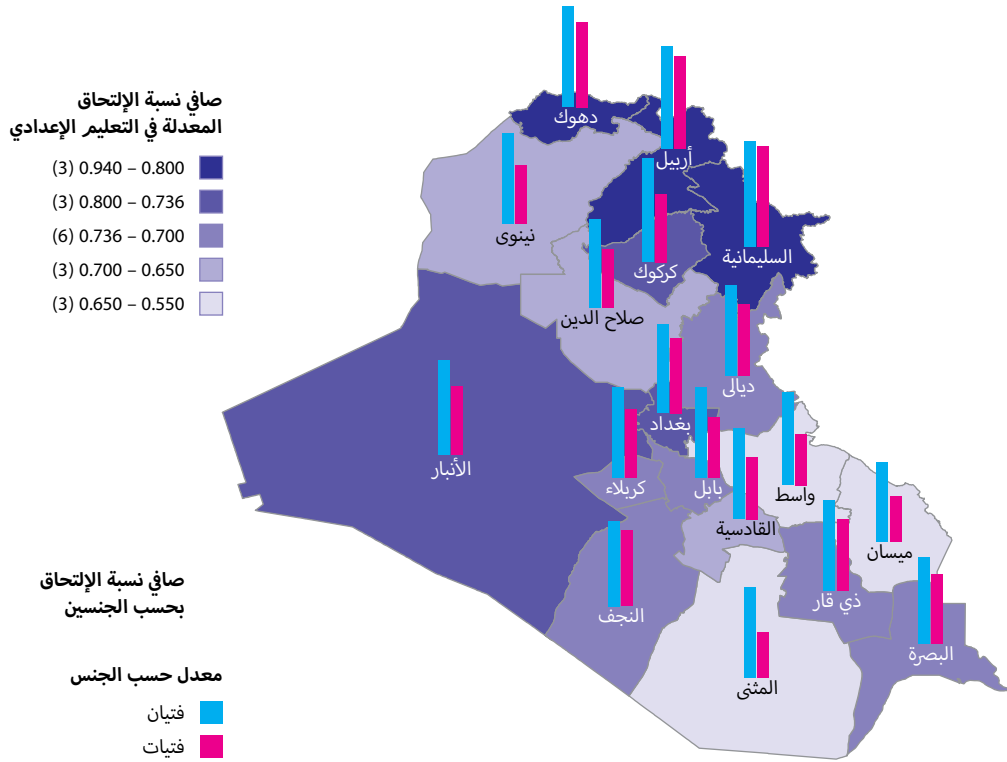 صافي نسبة الإلتحاق
المعدلة في التعليم الإعدادي
0.800 – 0.940 (3)
0.736 – 0.800 (3)
0.700 – 0.736 (6)
0.650 – 0.700 (3)
0.550 – 0.650 (3)
دهوك
أربيل
نينوى
السليمانية
كركوك
صلاح الدين
ديالى
بغداد
الأنبار
كربلاء
بابل
واسط
القادسية
ميسان
النجف
ذي قار
البصرة
المثنى
صافي نسبة الإلتحاق
بحسب الجنسين
معدل حسب الجنس
فتيان
فتيات